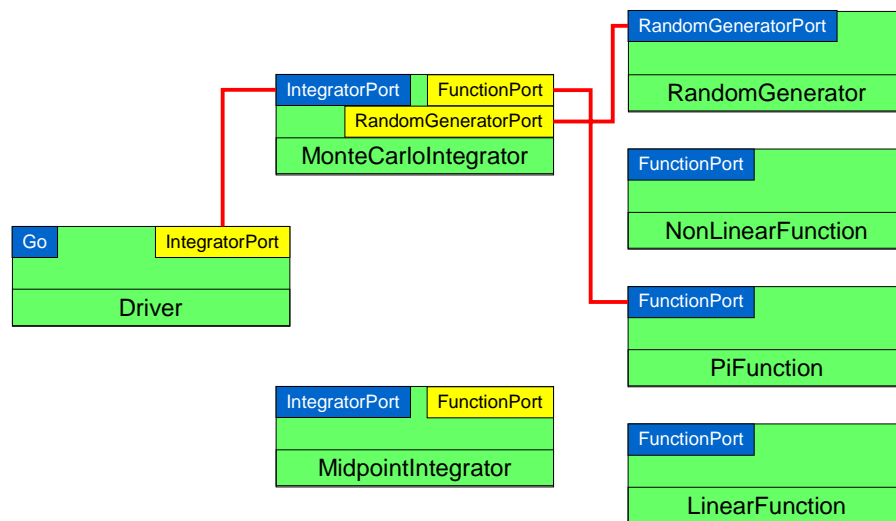 RandomGeneratorPort
RandomGenerator
IntegratorPort FunctionPort
RandomGeneratorPort
MonteCarloIntegrator
FunctionPort
NonLinearFunction
Go IntegratorPort
Driver
FunctionPort
PiFunction
IntegratorPort FunctionPort
MidpointIntegrator
FunctionPort
LinearFunction